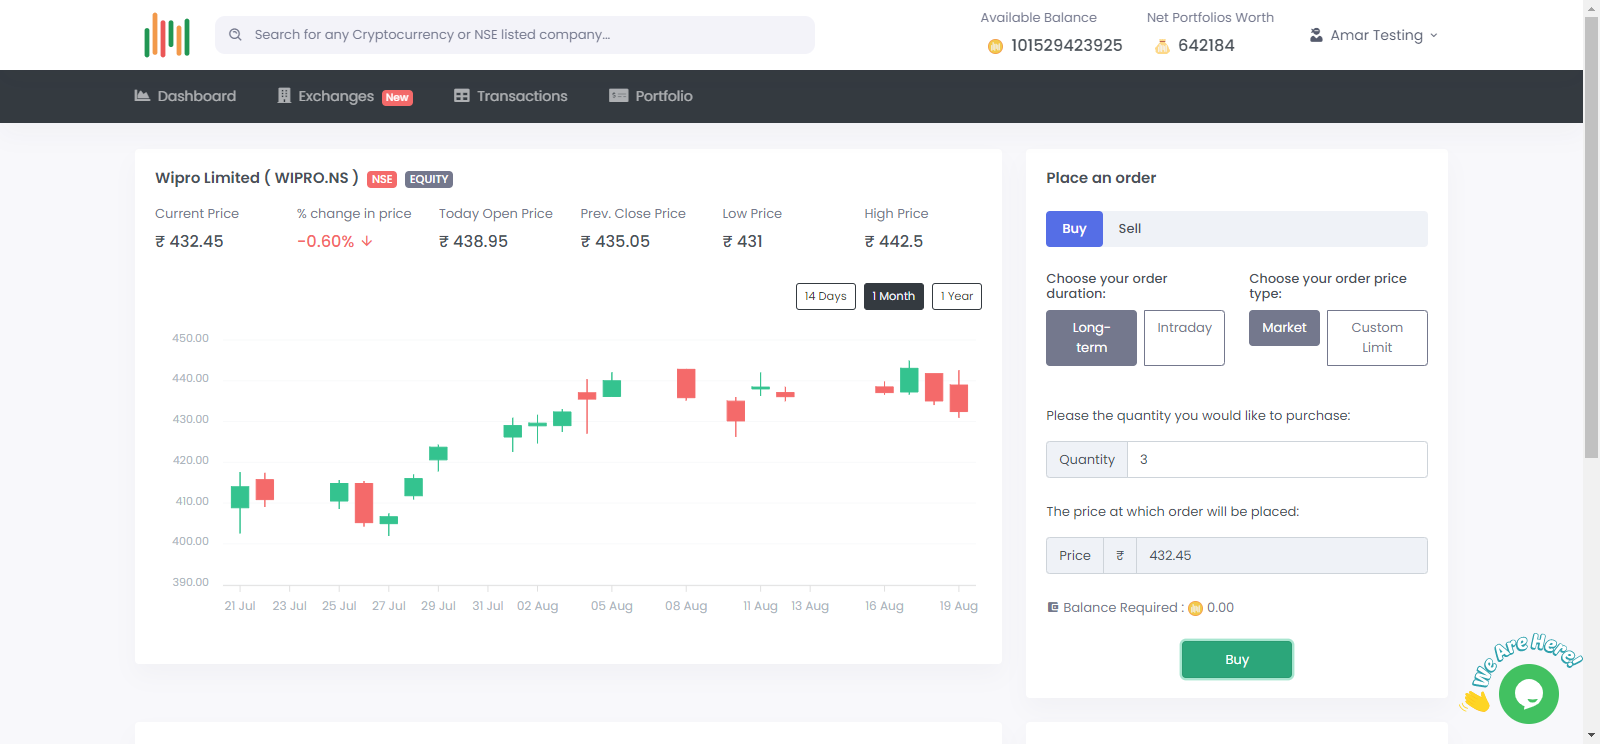 Search for any Cryptocurrency or NSE listed company...
Available Balance
101529423925
Net Portfolios Worth
642184
Amar Testing
Dashboard
Exchanges New
Transactions
Portfolio
Wipro Limited ( WIPRO.NS ) NSE EQUITY
Current Price
₹ 432.45
% change in price
-0.60%
Today Open Price
₹ 438.95
Prev. Close Price
₹ 435.05
Low Price
₹ 431
High Price
₹ 442.5
14 Days
1 Month
1 Year
450.00
440.00
430.00
420.00
410.00
400.00
390.00
21 Jul 23 Jul 25 Jul 27 Jul 29 Jul 31 Jul 02 Aug 05 Aug 08 Aug 11 Aug 13 Aug 16 Aug 19 Aug
Place an order
Buy Sell
Choose your order
duration:
Long-
term
Intraday
Choose your order price
type:
Market
Custom
Limit
Please the quantity you would like to purchase:
Quantity 3
The price at which order will be placed:
Price ₹ 432.45
Balance Required : 0.00
Buy
We Are Here!